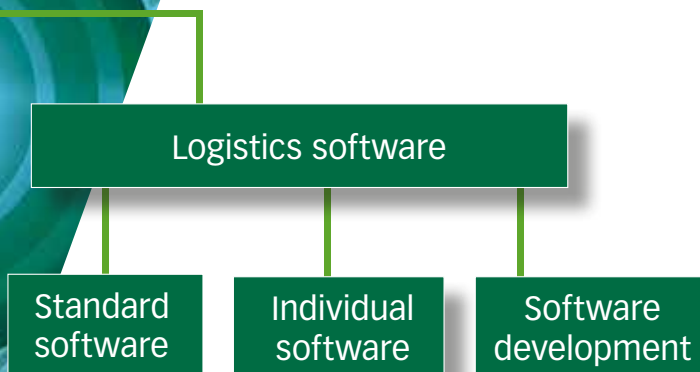 Logistics software
Standard
software
Individual
software
Software
development